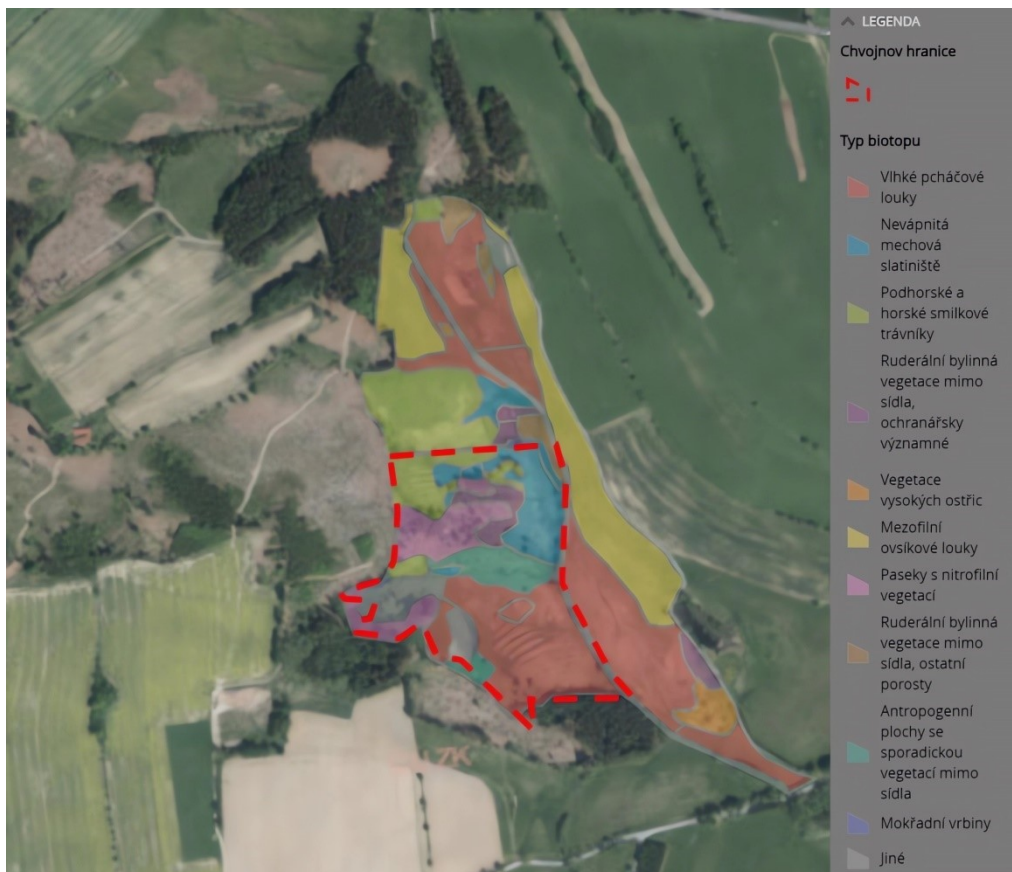 LEGENDA
Chvojnov hranice
Typ biotopu
Vlhké pcháčové
louky
Nevápnitá
mechová
slatiniště
Podhorské a
horské smilkové
trávníky
Ruderální bylinná
vegetace mimo
sídla,
ochranářsky
významné
Vegetace
vysokých ostřic
Mezofilní
ovsíkové louky
Paseky s nitrofilní
vegetací
Ruderální bylinná
vegetace mimo
sídla, ostatní
porosty
Antropogenní
plochy se
sporadickou
vegetací mimo
sídla
Mokřadní vrbiny
Jiné